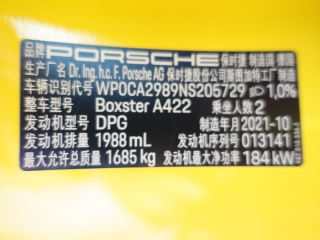 品牌 PORSCHE 保时捷 制造国 德国
生产厂名 Dr. Ing. h.c. F. Porsche AG 保时捷股份公司斯图加特工厂制造
车辆识别代号 WP0CA2989NS205729 1,0%
整车型号 Boxster A422 乘坐人数 2
发动机型号 DPG 制造年月 2021-10
发动机排量 1988 mL 发动机序列号 013141
最大允许总质量 1685 kg 发动机最大净功率 184 kW